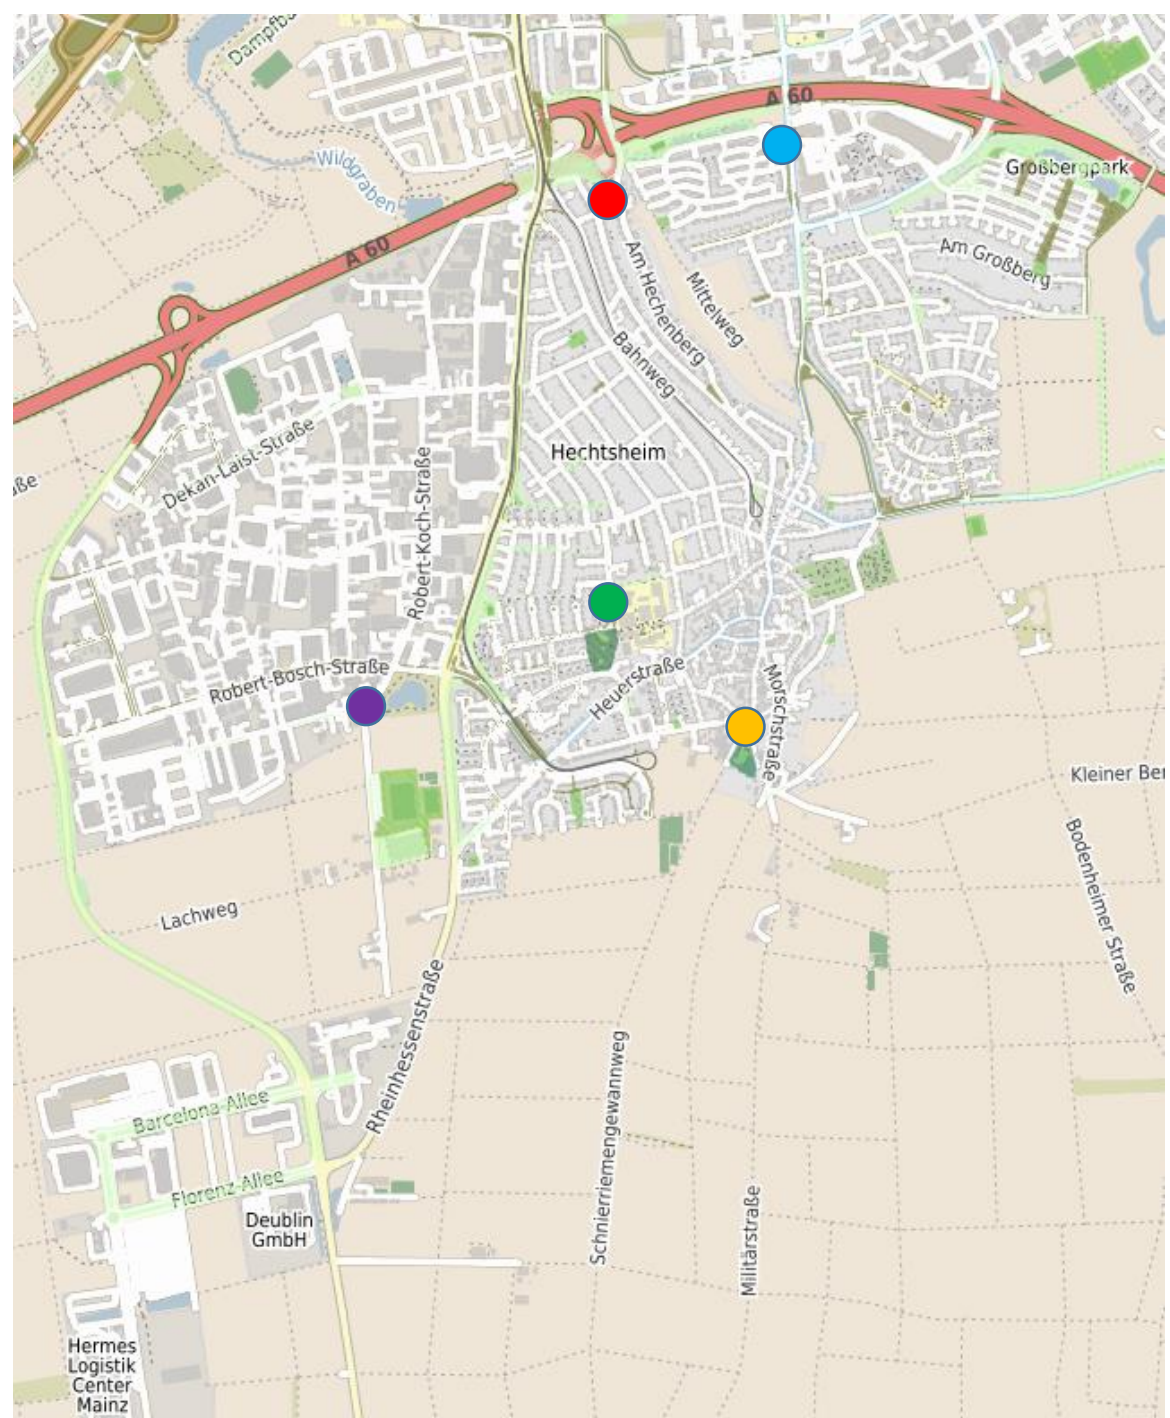 Dampfba
A 60
Wildgraben
Großbergpark
A 60
Am Großberg
Am Hechenberg
Mittelweg
Bahnweg
Hechtsheim
Dekan-Laist-Straße
aße
Robert-Koch-Straße
Robert-Bosch-Straße
Heuerstraße
Morschstraße
Kleiner Ber
Bodenheimer Straße
Lachweg
Rheinhessenstraße
Schnierriemengewannweg
Barcelona-Allee
Florenz-Allee
Militärstraße
Deublin
GmbH
Hermes
Logistik
Center
Mainz